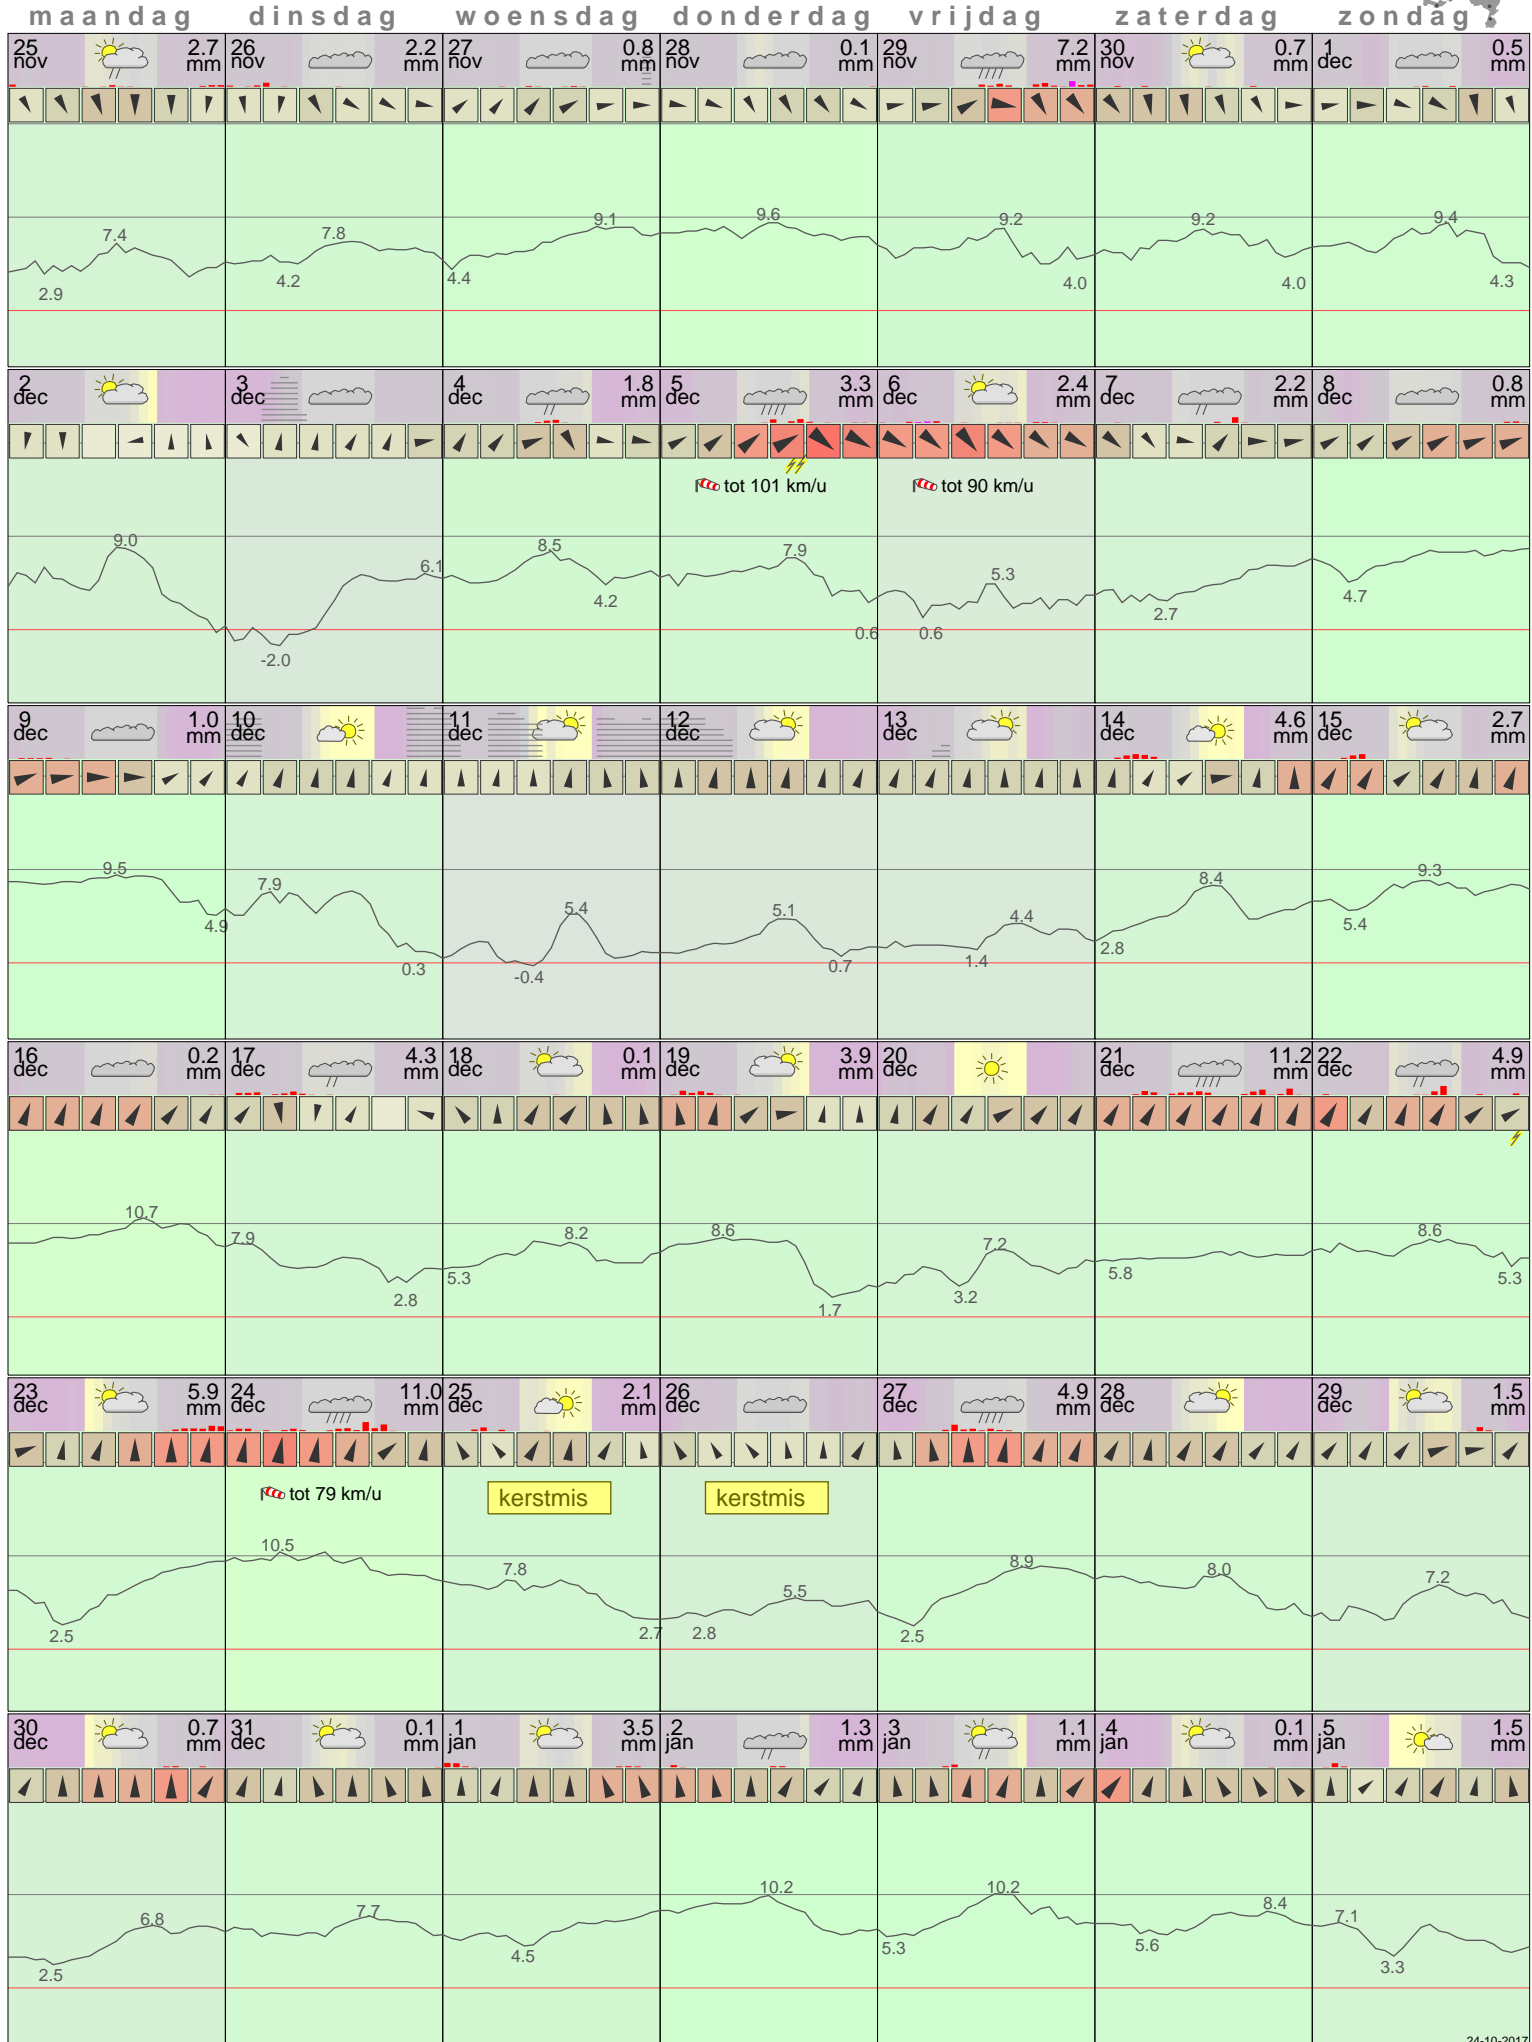 maandag dinsdag woensdag donderdag vrijdag zaterdag zondag
25 nov 2.7 mm 26 nov 2.2 mm 27 nov 0.8 mm 28 nov 0.1 mm 29 nov 7.2 mm 30 nov 0.7 mm 1 dec 0.5 mm
7.4 7.8 9.1 9.6 9.2 9.2 9.4
2.9 4.2 4.4 4.0 4.0 4.3
2 dec 3 dec 4 dec 1.8 mm 5 dec 3.3 mm 6 dec 2.4 mm 7 dec 2.2 mm 8 dec 0.8 mm
tot 101 km/u tot 90 km/u
9.0 6.1 8.5 7.9 5.3
-2.0 4.2 0.6 0.6 2.7 4.7
9 dec 1.0 mm 10 dec 11 dec 12 dec 13 dec 14 dec 4.6 mm 15 dec 2.7 mm
9.5 7.9 5.4 5.1 4.4 8.4 9.3
4.9 0.3 -0.4 0.7 1.4 2.8 5.4
16 dec 0.2 mm 17 dec 4.3 mm 18 dec 0.1 mm 19 dec 3.9 mm 20 dec 21 dec 11.2 mm 22 dec 4.9 mm
10.7 7.9 8.2 8.6 7.2 8.6
2.8 5.3 1.7 3.2 5.8 5.3
23 dec 5.9 mm 24 dec 11.0 mm 25 dec 2.1 mm 26 dec 27 dec 4.9 mm 28 dec 29 dec 1.5 mm
tot 79 km/u kerstmis kerstmis
10.5 7.8 5.5 8.9 8.0 7.2
2.5 2.7 2.8 2.5
30 dec 0.7 mm 31 dec 0.1 mm 1 jan 3.5 mm 2 jan 1.3 mm 3 jan 1.1 mm 4 jan 0.1 mm 5 jan 1.5 mm
6.8 7.7 10.2 10.2 8.4 7.1
2.5 4.5 5.3 5.6 3.3
24-10-2017